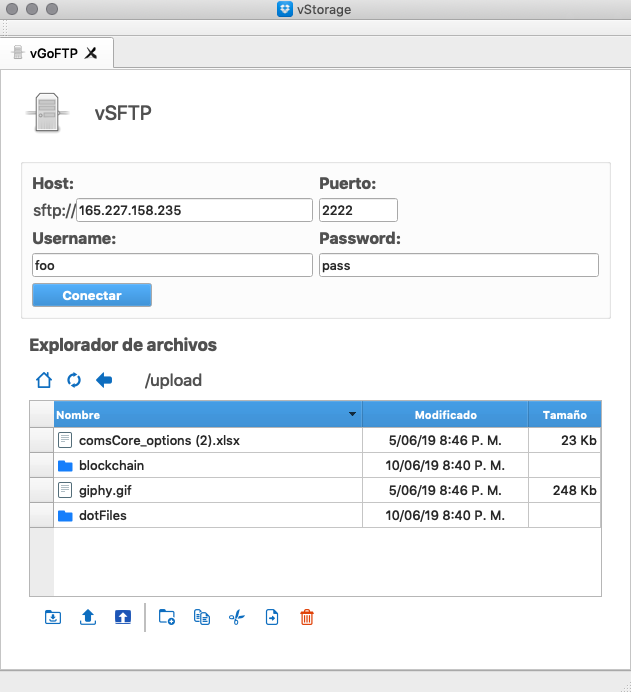 vStorage
vGoFTP
vSFTP
Host: Puerto:
sftp:// 165.227.158.235 2222
Username: Password:
foo pass
Conectar
Explorador de archivos
/upload
Nombre Modificado Tamaño
comsCore_options (2).xlsx 5/06/19 8:46 P. M. 23 Kb
blockchain 10/06/19 8:40 P. M.
giphy.gif 5/06/19 8:46 P. M. 248 Kb
dotFiles 10/06/19 8:40 P. M.